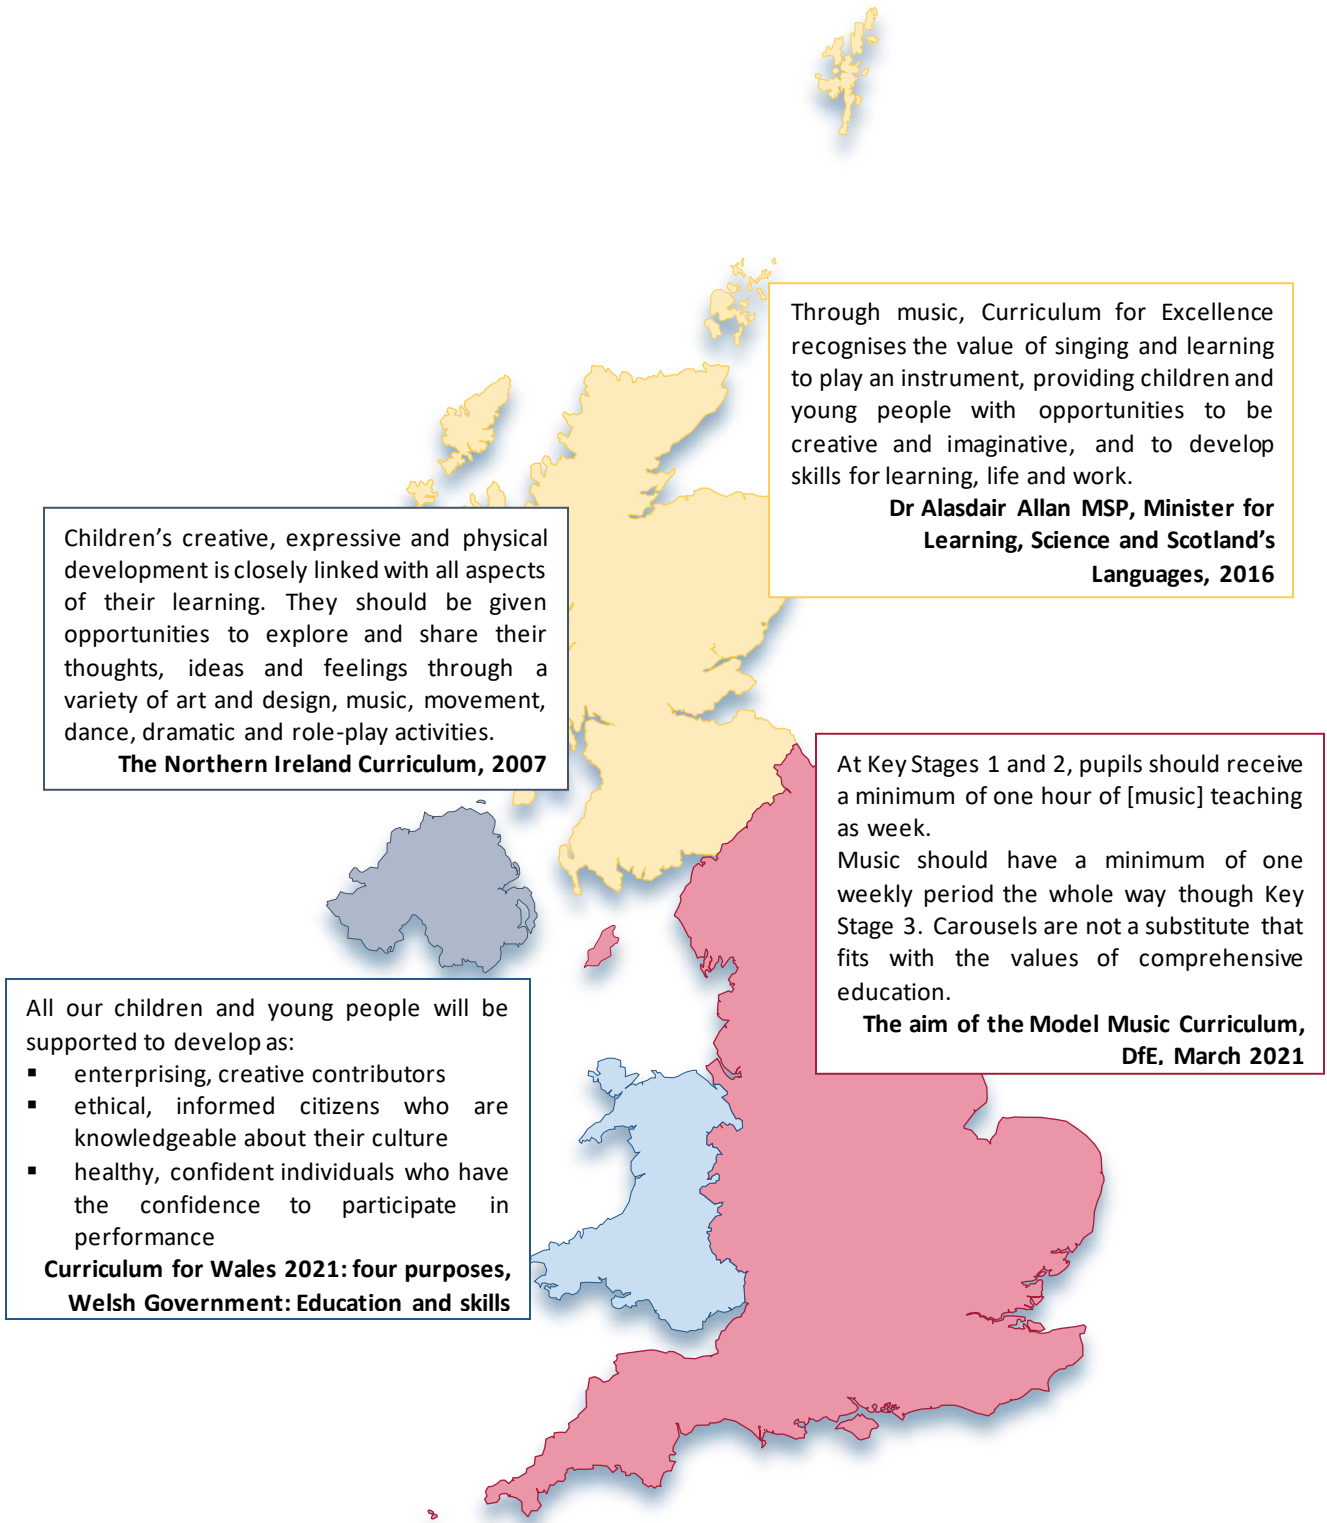 Through music, Curriculum for Excellence
recognises the value of singing and learning
to play an instrument, providing children and
young people with opportunities to be
creative and imaginative, and to develop
skills for learning, life and work.
Dr Alasdair Allan MSP, Minister for
Learning, Science and Scotland’s
Languages, 2016
Children’s creative, expressive and physical
development is closely linked with all aspects
of their learning. They should be given
opportunities to explore and share their
thoughts, ideas and feelings through a
variety of art and design, music, movement,
dance, dramatic and role-play activities.
The Northern Ireland Curriculum, 2007
At Key Stages 1 and 2, pupils should receive
a minimum of one hour of [music] teaching
as week.
Music should have a minimum of one
weekly period the whole way though Key
Stage 3. Carousels are not a substitute that
fits with the values of comprehensive
education.
The aim of the Model Music Curriculum,
DfE, March 2021
All our children and young people will be
supported to develop as:
▪ enterprising, creative contributors
▪ ethical, informed citizens who are
knowledgeable about their culture
▪ healthy, confident individuals who have
the confidence to participate in
performance
Curriculum for Wales 2021: four purposes,
Welsh Government: Education and skills